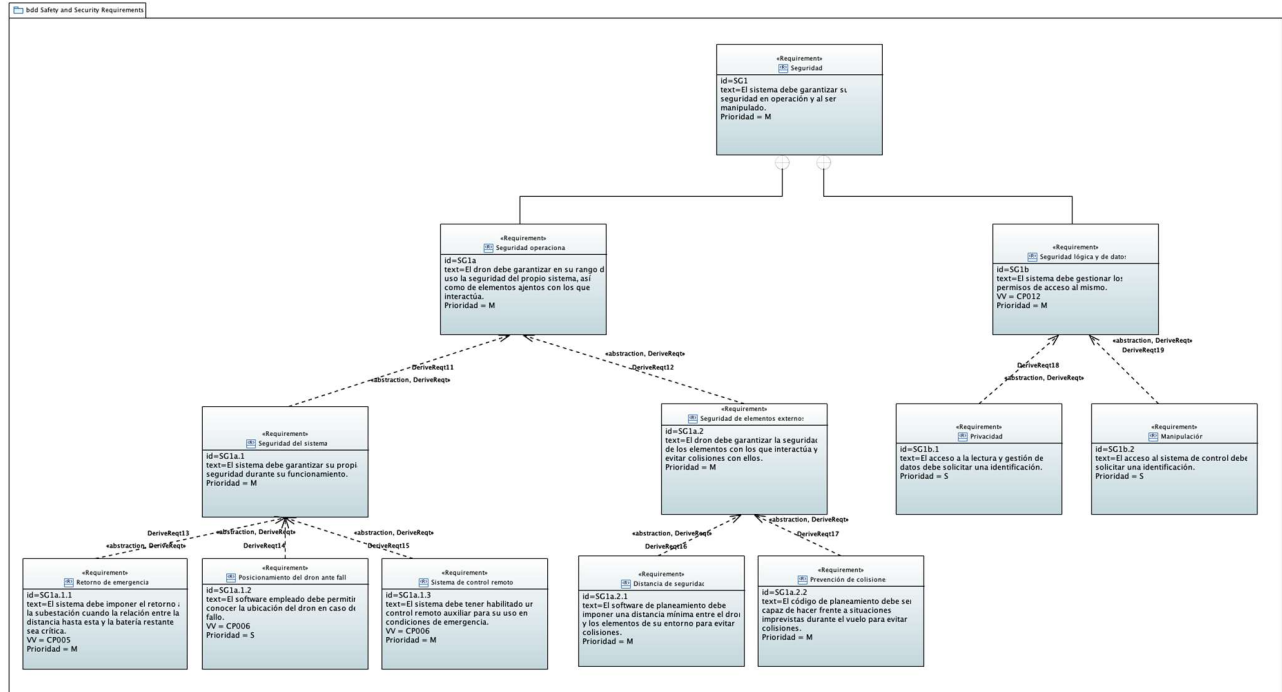 bdd Safety and Security Requirements
«Requirement»
Seguridad
id=SG1
text=El sistema debe garantizar su
seguridad en operación y al ser
manipulado.
Prioridad = M
«Requirement»
Seguridad operaciona
id=SG1a
text=El dron debe garantizar en su rango d
uso la seguridad del propio sistema, así
como de elementos ajentos con los que
interactúa.
Prioridad = M
«Requirement»
Seguridad lógica y de datos
id=SG1b
text=El sistema debe gestionar los
permisos de acceso al mismo.
VV = CP012
Prioridad = M
DeriveReqt11
«abstraction, DeriveReqt»
«abstraction, DeriveReqt»
DeriveReqt12
DeriveReqt18
«abstraction, DeriveReqt»
«abstraction, DeriveReqt»
DeriveReqt19
«Requirement»
Seguridad del sistema
id=SG1a.1
text=El sistema debe garantizar su propi
seguridad durante su funcionamiento.
Prioridad = M
«Requirement»
Seguridad de elementos externos
id=SG1a.2
text=El dron debe garantizar la seguridad
de los elementos con los que interactúa y
evitar colisiones con ellos.
Prioridad = M
«Requirement»
Privacidad
id=SG1b.1
text=El acceso a la lectura y gestión de
datos debe solicitar una identificación.
Prioridad = S
«Requirement»
Manipulación
id=SG1b.2
text=El acceso al sistema de control debe
solicitar una identificación.
Prioridad = S
DeriveReqt13
«abstraction, DeriveReqt»
«abstraction, DeriveReqt»
DeriveReqt14
«abstraction, DeriveReqt»
DeriveReqt15
«abstraction, DeriveReqt»
DeriveReqt16
«abstraction, DeriveReqt»
DeriveReqt17
«Requirement»
Retorno de emergencia
id=SG1a.1.1
text=El sistema debe imponer el retorno a
la subestación cuando la relación entre la
distancia hasta esta y la batería restante
sea crítica.
VV = CP005
Prioridad = M
«Requirement»
Posicionamiento del dron ante fall
id=SG1a.1.2
text=El software empleado debe permitir
conocer la ubicación del dron en caso de
fallo.
VV = CP006
Prioridad = S
«Requirement»
Sistema de control remoto
id=SG1a.1.3
text=El sistema debe tener habilitado un
control remoto auxiliar para su uso en
condiciones de emergencia.
VV = CP006
Prioridad = M
«Requirement»
Distancia de seguridad
id=SG1a.2.1
text=El software de planeamiento debe
imponer una distancia mínima entre el dron
y los elementos de su entorno para evitar
colisiones.
Prioridad = M
«Requirement»
Prevención de colisione
id=SG1a.2.2
text=El código de planeamiento debe ser
capaz de hacer frente a situaciones
imprevistas durante el vuelo para evitar
colisiones.
Prioridad = M